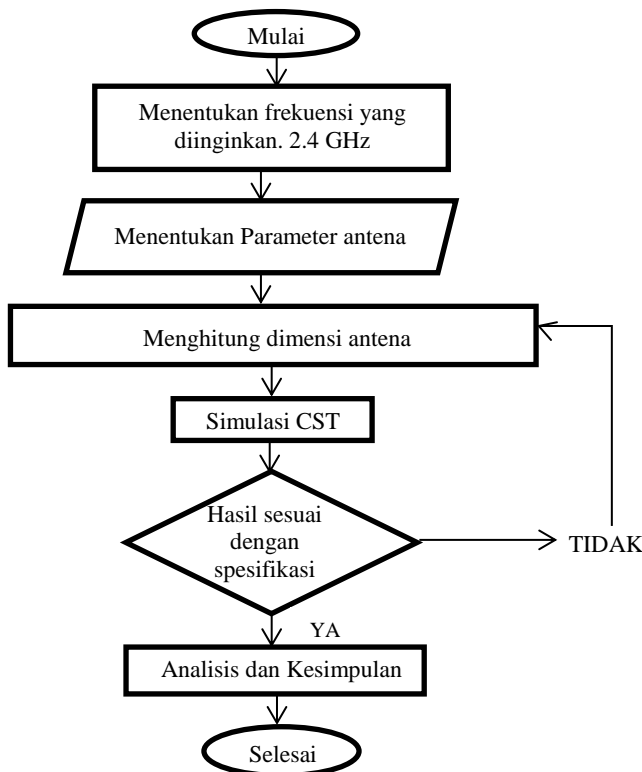 Mulai
Menentukan frekuensi yang
diinginkan. 2.4 GHz
Menentukan Parameter antena
Menghitung dimensi antena
Simulasi CST
Hasil sesuai
dengan
spesifikasi
TIDAK
YA
Analisis dan Kesimpulan
Selesai